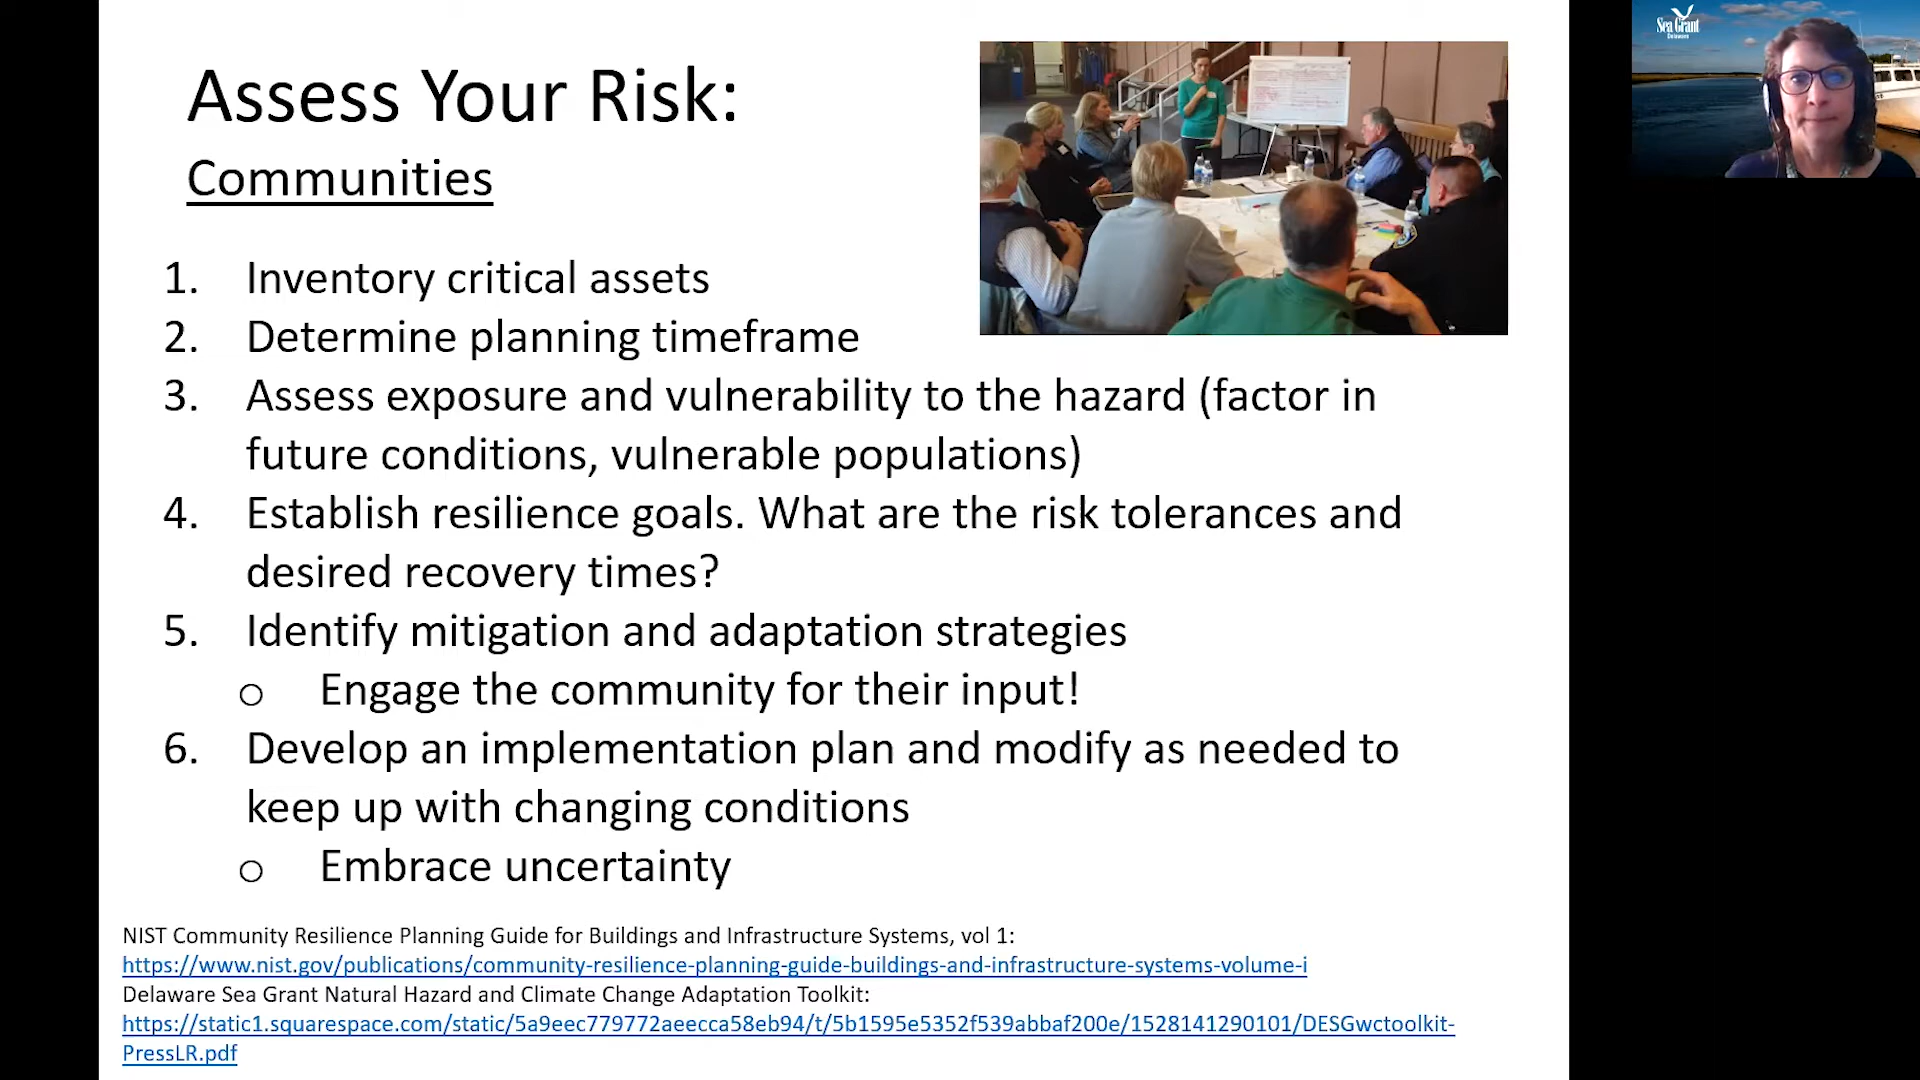 Assess Your Risk:
Communities
1. Inventory critical assets
2. Determine planning timeframe
3. Assess exposure and vulnerability to the hazard (factor in
future conditions, vulnerable populations)
4. Establish resilience goals. What are the risk tolerances and
desired recovery times?
5. Identify mitigation and adaptation strategies
o Engage the community for their input!
6. Develop an implementation plan and modify as needed to
keep up with changing conditions
o Embrace uncertainty
NIST Community Resilience Planning Guide for Buildings and Infrastructure Systems, vol 1:
https://www.nist.gov/publications/community-resilience-planning-guide-buildings-and-infrastructure-systems-volume-i
Delaware Sea Grant Natural Hazard and Climate Change Adaptation Toolkit:
https://static1.squarespace.com/static/5a9eec779772aeecca58eb94/t/5b1595e5352f539abbaf200e/1528141290101/DESGwctoolkit-
PressLR.pdf
Sea Grant
Delaware